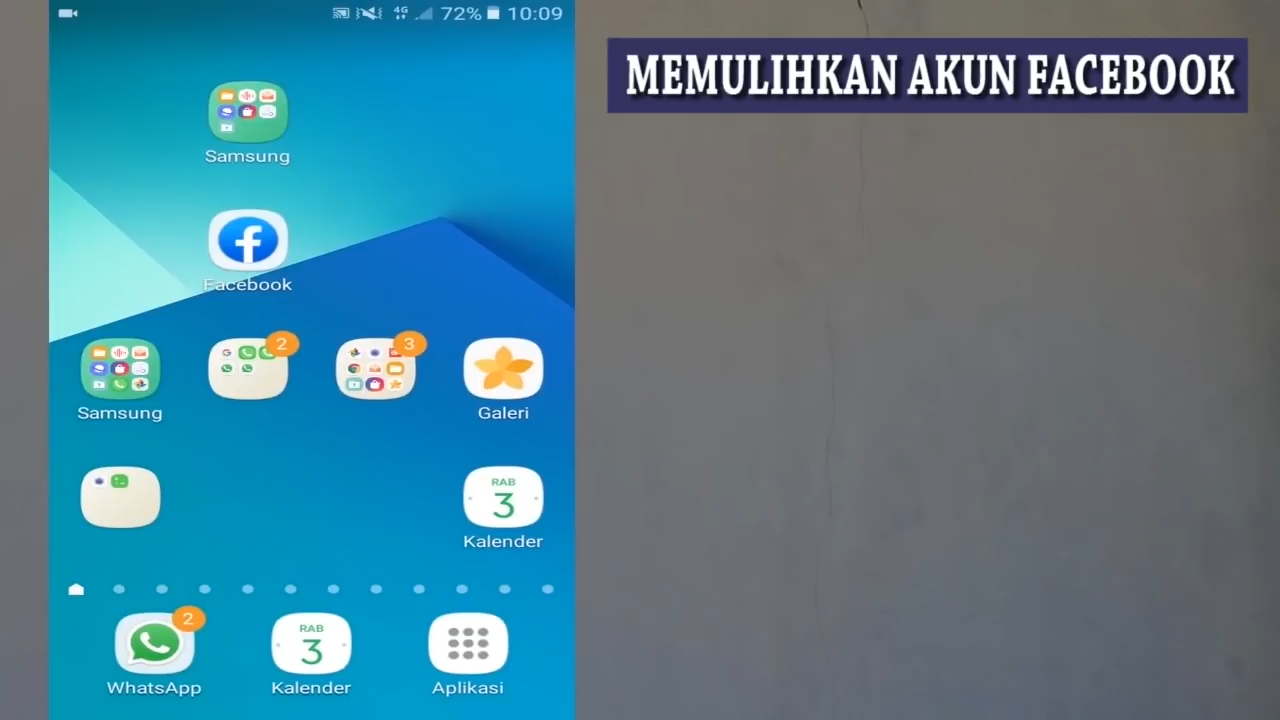 4G 72% 10:09
MEMULIHKAN AKUN FACEBOOK
Samsung
Facebook
2
3
Samsung
Galeri
RAB
3
Kalender
2
RAB
3
WhatsApp
Kalender
Aplikasi